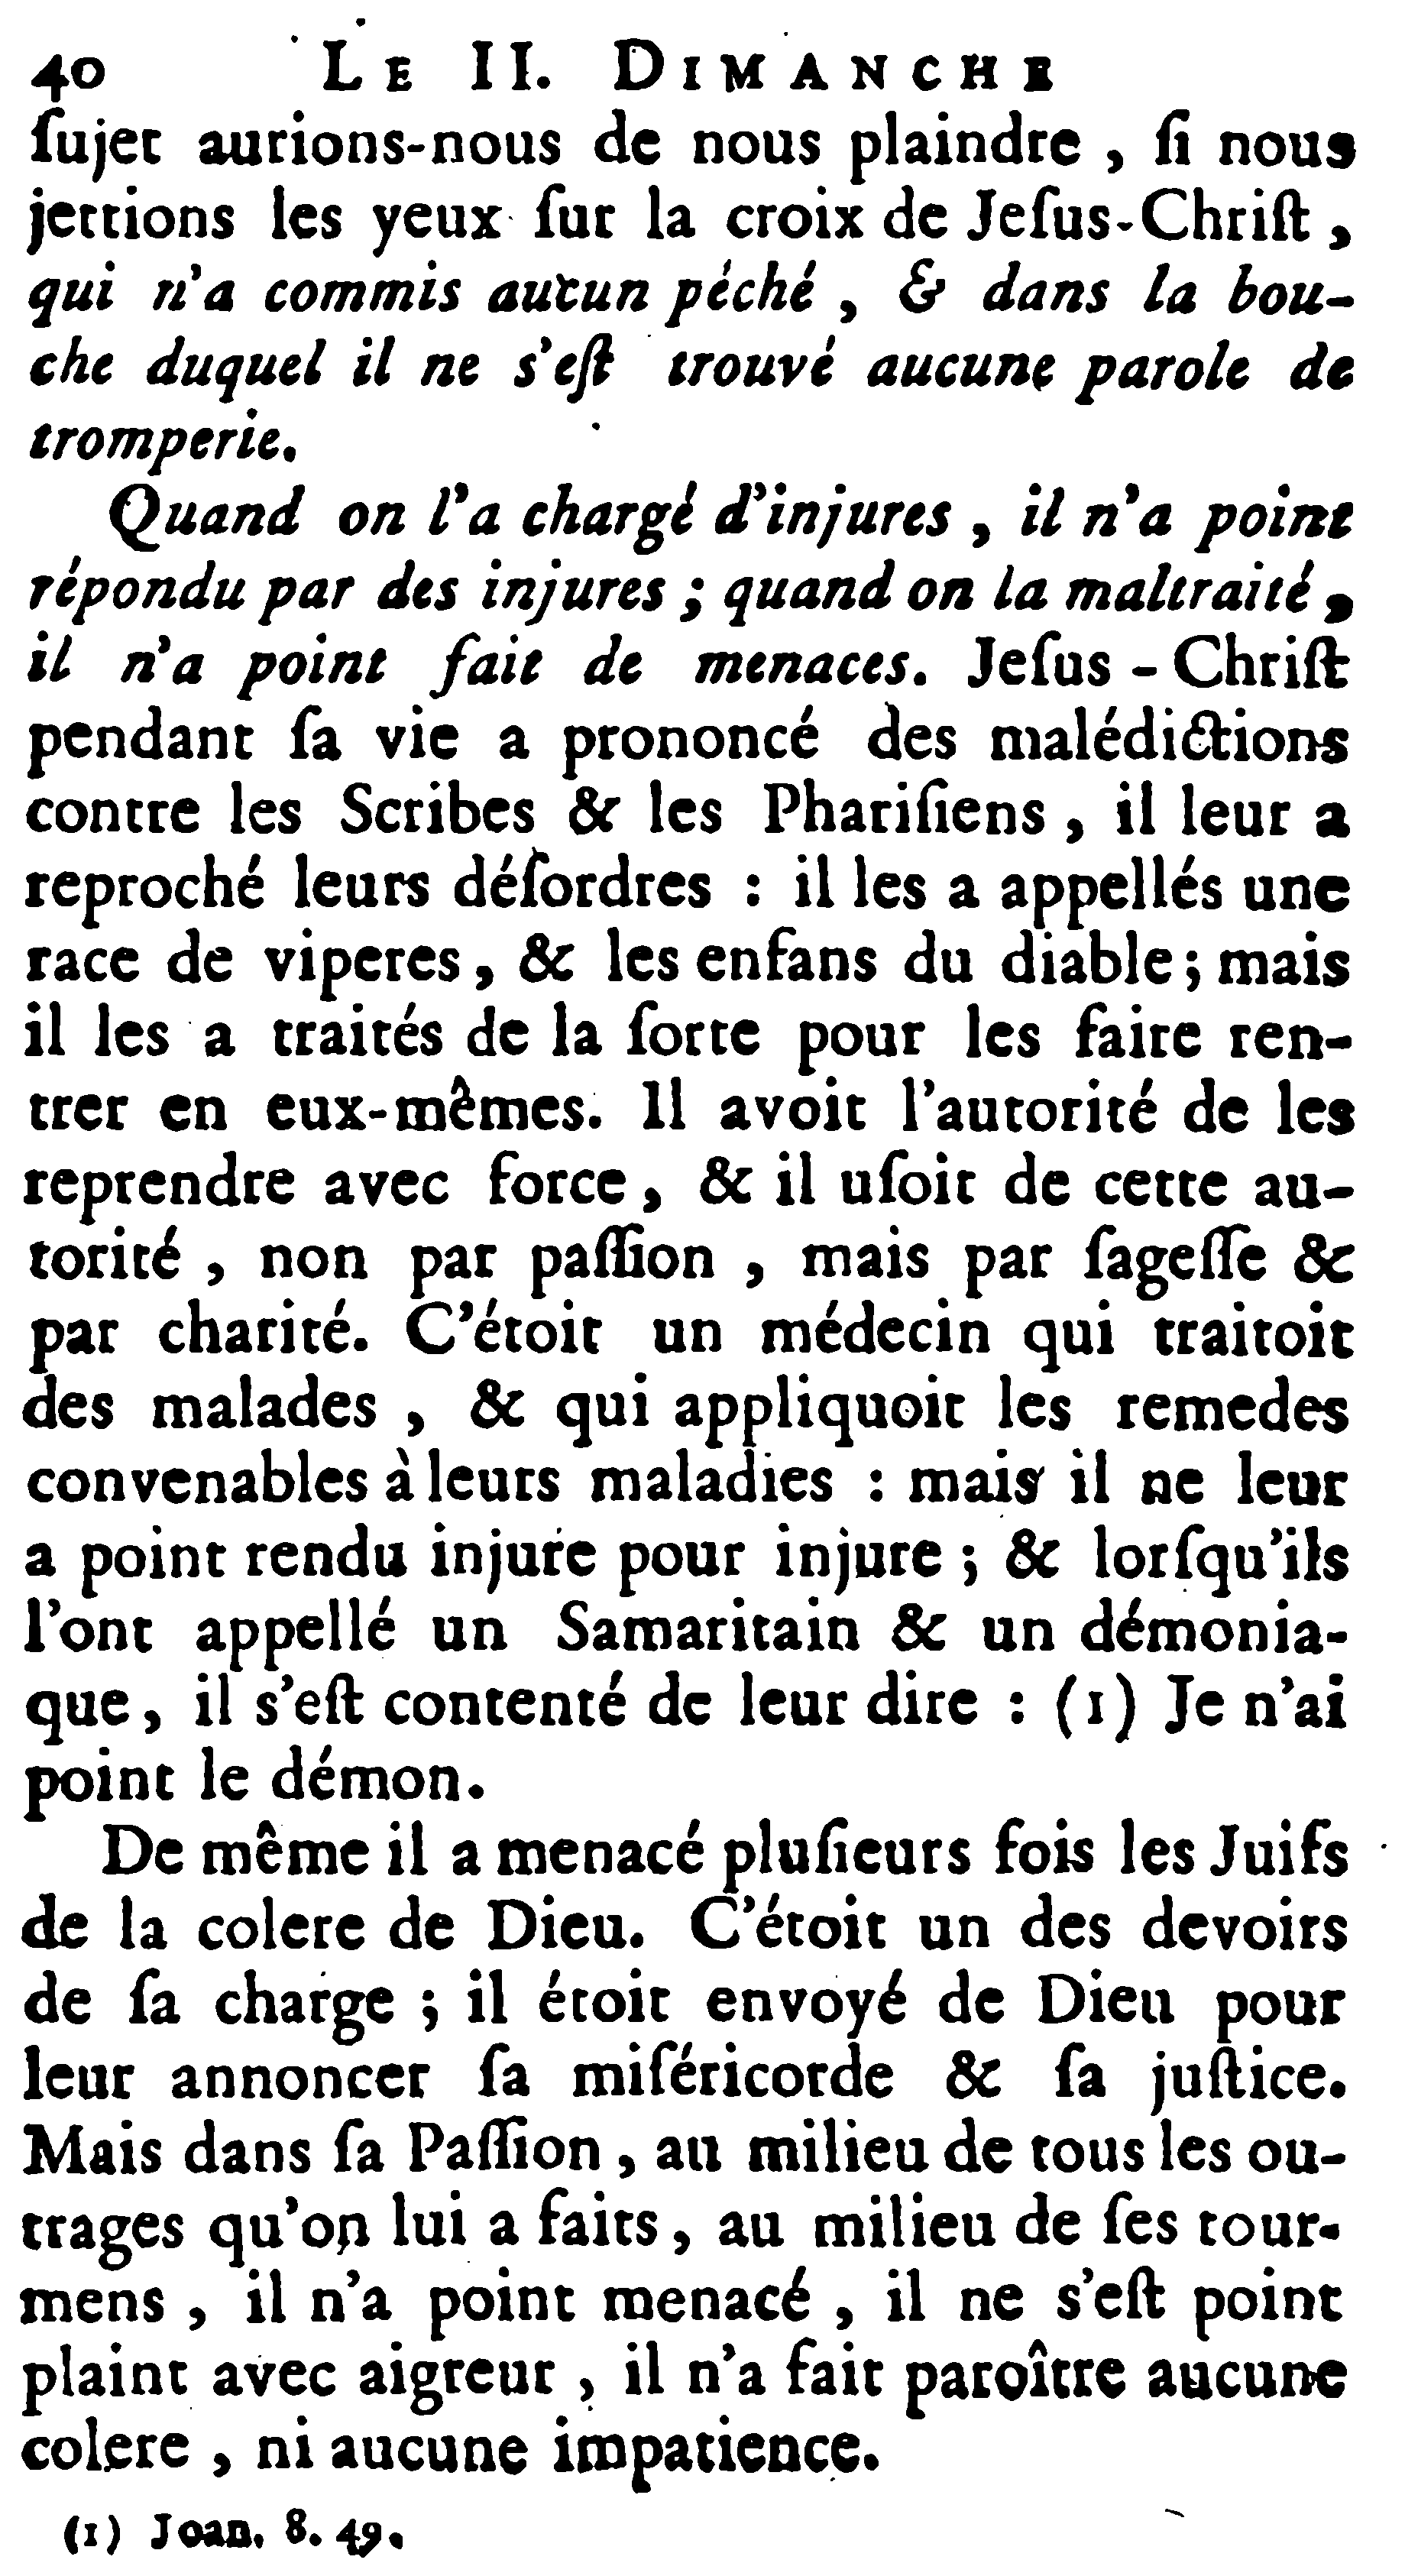 40 LE II. DIMANCHE
ſujet aurions-nous de nous plaindre , ſi nous
jettions les yeux ſur la croix de Jeſus-Chriſt ,
qui n'a commis aucun péché , & dans la bou-
che duquel il ne s'eſt trouvé aucune parole de
tromperie.
Quand on l'a chargé d'injures , il n'a point
répondu par des injures ; quand on la maltraité ,
il n'a point fait de menaces. Jeſus - Chriſt
pendant ſa vie a prononcé des malédictions
contre les Scribes & les Phariſiens , il leur a
reproché leurs déſordres : il les a appellés une
race de viperes , & les enfans du diable ; mais
il les a traités de la ſorte pour les faire ren-
trer en eux-mêmes. Il avoit l'autorité de les
reprendre avec force , & il uſoit de cette au-
torité , non par paſſion , mais par ſageſſe &
par charité. C'étoit un médecin qui traitoit
des malades , & qui appliquoit les remedes
convenables à leurs maladies : mais il ne leur
a point rendu injure pour injure ; & lorſqu'ils
l'ont appellé un Samaritain & un démonia-
que , il s'eſt contenté de leur dire : (1) Je n'ai
point le démon.
De même il a menacé pluſieurs fois les Juifs
de la colere de Dieu. C'étoit un des devoirs
de ſa charge ; il étoit envoyé de Dieu pour
leur annoncer ſa miſéricorde & ſa juſtice.
Mais dans ſa Paſſion , au milieu de tous les ou-
trages qu'on lui a faits , au milieu de ſes tour-
mens , il n'a point menacé , il ne s'eſt point
plaint avec aigreur , il n'a fait paroître aucune
colere , ni aucune impatience.
(1) Joan. 8. 49.